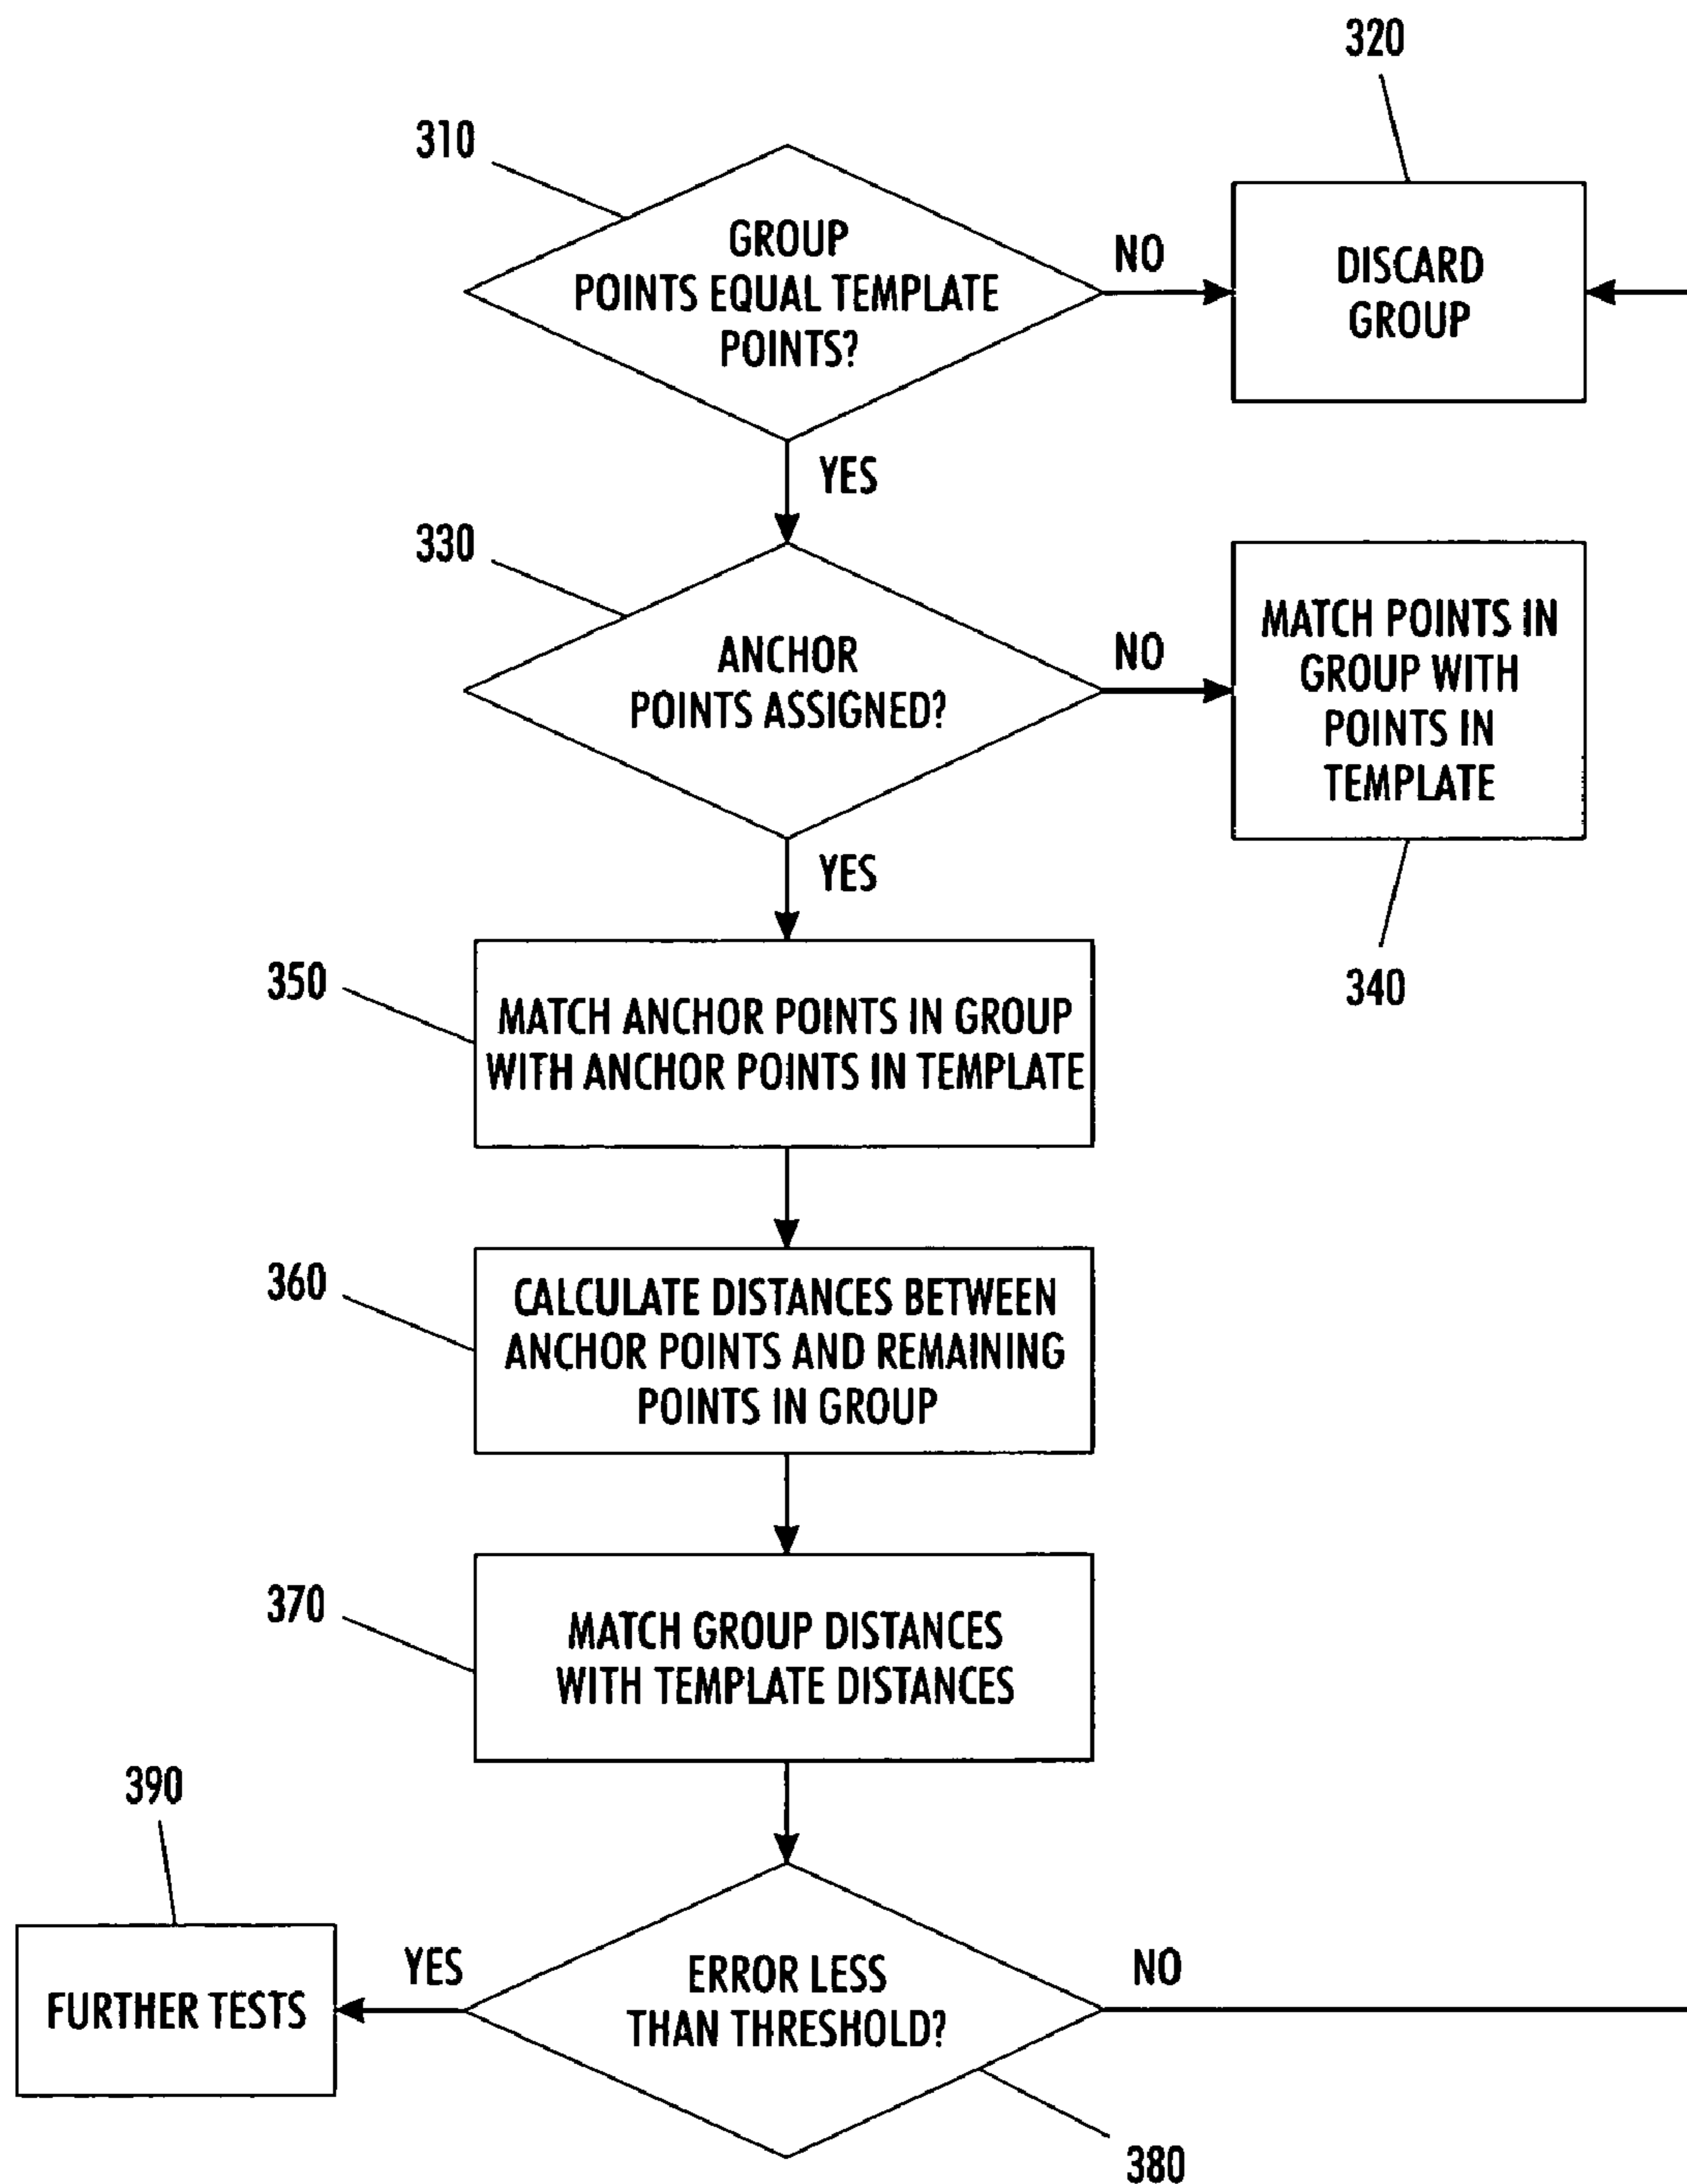 320
310
GROUP
POINTS EQUAL TEMPLATE
POINTS?
NO
DISCARD
GROUP
YES
330
ANCHOR
POINTS ASSIGNED?
NO
MATCH POINTS IN
GROUP WITH
POINTS IN
TEMPLATE
340
YES
350
MATCH ANCHOR POINTS IN GROUP
WITH ANCHOR POINTS IN TEMPLATE
360
CALCULATE DISTANCES BETWEEN
ANCHOR POINTS AND REMAINING
POINTS IN GROUP
370
MATCH GROUP DISTANCES
WITH TEMPLATE DISTANCES
390
FURTHER TESTS
YES
ERROR LESS
THAN THRESHOLD?
NO
380